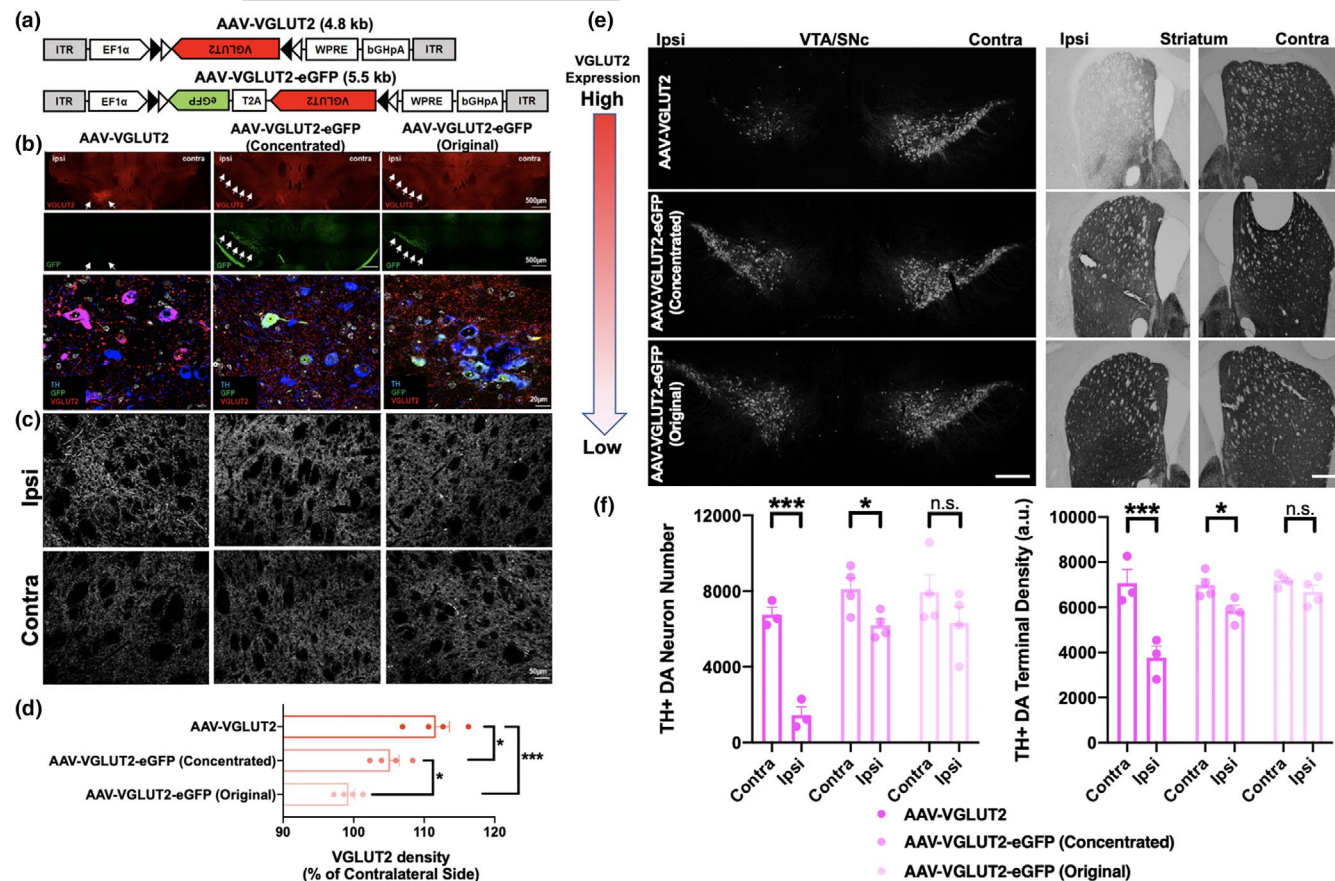 (a)
AAV-VGLUT2 (4.8 kb)
ITR EF1α VGLUT2 WPRE bGHpA ITR
AAV-VGLUT2-eGFP (5.5 kb)
ITR EF1α eGFP T2A VGLUT2 WPRE bGHpA ITR
(b)
AAV-VGLUT2
AAV-VGLUT2-eGFP
(Concentrated)
AAV-VGLUT2-eGFP
(Original)
ipsi contra ipsi contra ipsi contra
VGLUT2 VGLUT2 VGLUT2 500μm
GFP GFP GFP 500μm
TH TH TH
GFP GFP GFP
VGLUT2 VGLUT2 VGLUT2 20μm
(c)
Ipsi
Contra
50μm
(d)
AAV-VGLUT2
AAV-VGLUT2-eGFP (Concentrated)
AAV-VGLUT2-eGFP (Original)
* * ***
90 100 110 120
VGLUT2 density
(% of Contralateral Side)
(e)
VGLUT2
Expression
High
Low
Ipsi VTA/SNc Contra
Ipsi Striatum Contra
AAV-VGLUT2
AAV-VGLUT2-eGFP
(Concentrated)
AAV-VGLUT2-eGFP
(Original)
(f)
TH+ DA Neuron Number
12000
8000
4000
0
*** * n.s.
Contra Ipsi Contra Ipsi Contra Ipsi
TH+ DA Terminal Density (a.u.)
10000
8000
6000
4000
2000
0
*** * n.s.
Contra Ipsi Contra Ipsi Contra Ipsi
AAV-VGLUT2
AAV-VGLUT2-eGFP (Concentrated)
AAV-VGLUT2-eGFP (Original)